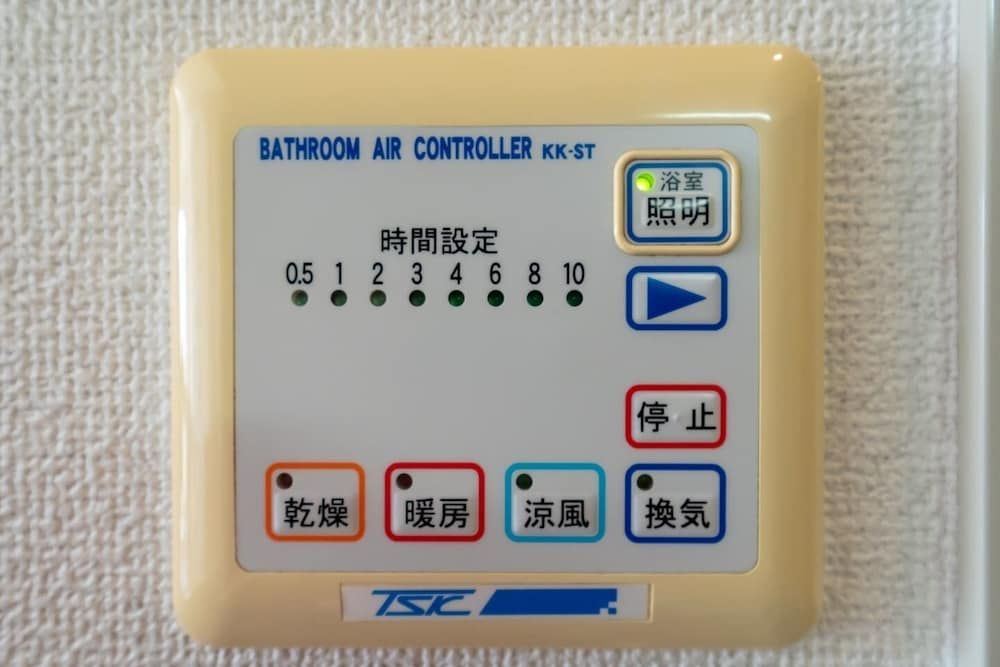 BATHROOM AIR CONTROLLER KK-ST
浴室
照明
時間設定
0.5 1 2 3 4 6 8 10
停止
乾燥 暖房 涼風 換気
TSK